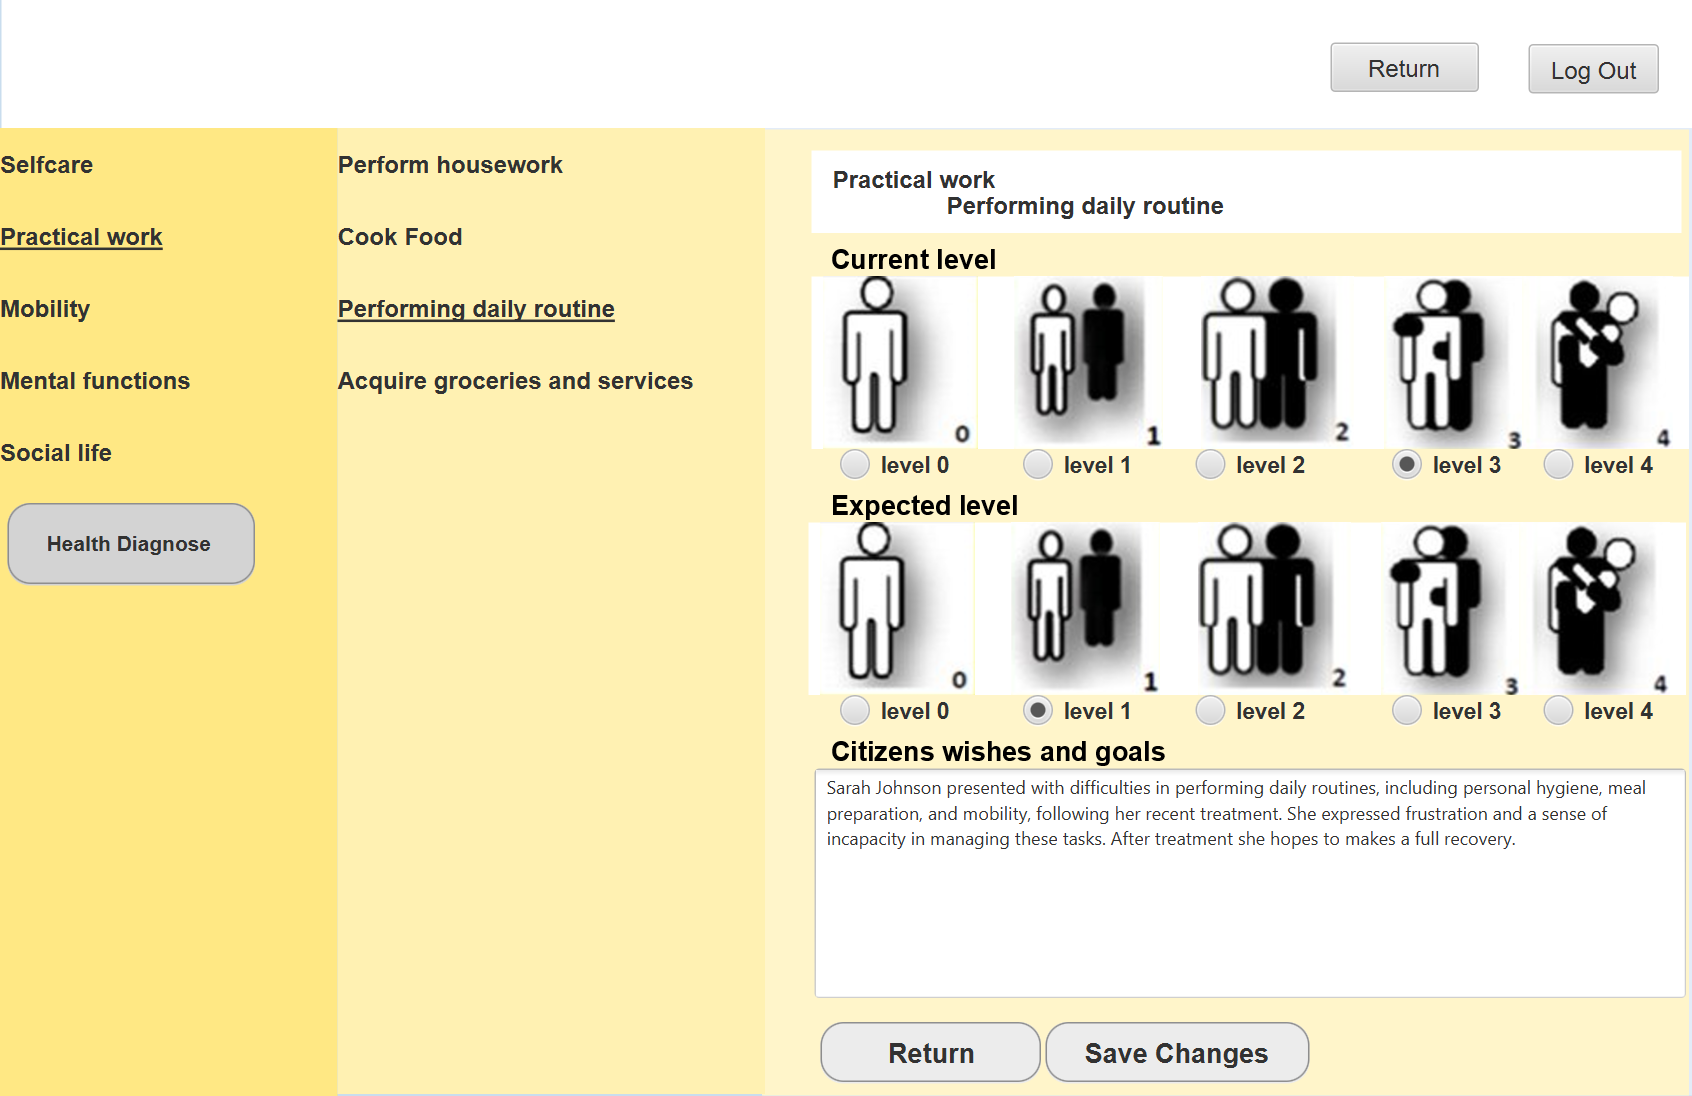 Return
Log Out
Selfcare
Practical work
Mobility
Mental functions
Social life
Health Diagnose
Perform housework
Cook Food
Performing daily routine
Acquire groceries and services
Practical work
Performing daily routine
Current level
0 1 2 3 4
level 0 level 1 level 2 level 3 level 4
Expected level
0 1 2 3 4
level 0 level 1 level 2 level 3 level 4
Citizens wishes and goals
Sarah Johnson presented with difficulties in performing daily routines, including personal hygiene, meal
preparation, and mobility, following her recent treatment. She expressed frustration and a sense of
incapacity in managing these tasks. After treatment she hopes to makes a full recovery.
Return
Save Changes